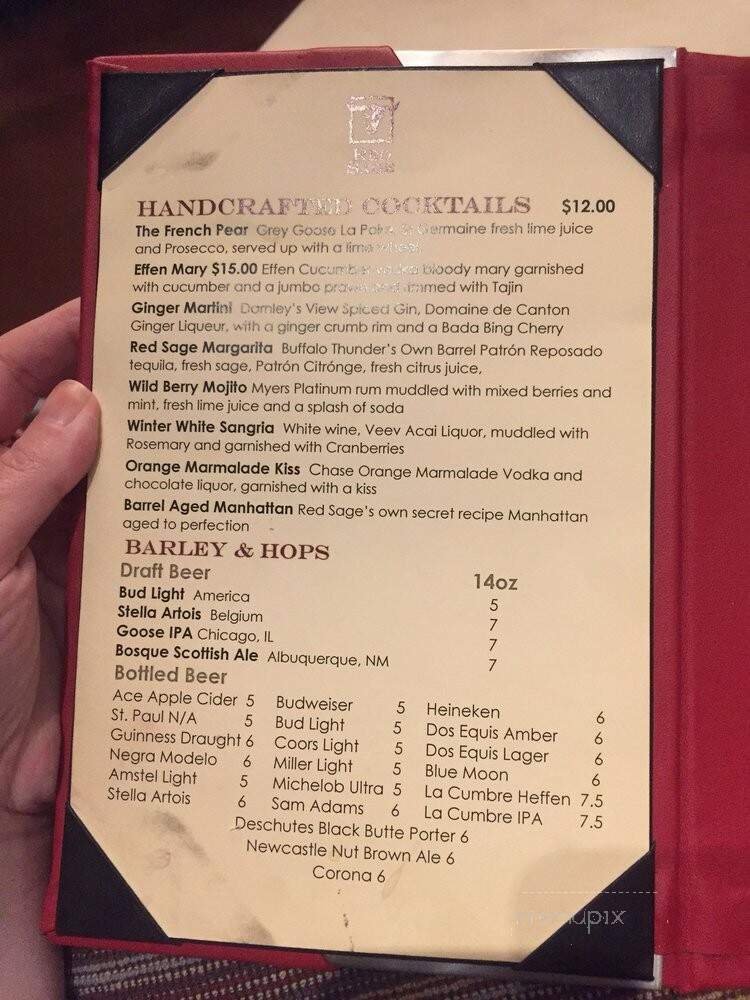 RED
SAGE
HANDCRAFTED COCKTAILS $12.00
The French Pear Grey Goose La Poire, St Germaine fresh lime juice
and Prosecco, served up with a lime wheel
Effen Mary $15.00 Effen Cucumber vodka bloody mary garnished
with cucumber and a jumbo prawn and rimmed with Tajin
Ginger Martini Darnley's View Spiced Gin, Domaine de Canton
Ginger Liqueur, with a ginger crumb rim and a Bada Bing Cherry
Red Sage Margarita Buffalo Thunder's Own Barrel Patrón Reposado
tequila, fresh sage, Patrón Citrónge, fresh citrus juice,
Wild Berry Mojito Myers Platinum rum muddled with mixed berries and
mint, fresh lime juice and a splash of soda
Winter White Sangria White wine, Veev Acai Liquor, muddled with
Rosemary and garnished with Cranberries
Orange Marmalade Kiss Chase Orange Marmalade Vodka and
chocolate liquor, garnished with a kiss
Barrel Aged Manhattan Red Sage's own secret recipe Manhattan
aged to perfection
BARLEY & HOPS
Draft Beer 14oz
Bud Light America 5
Stella Artois Belgium 7
Goose IPA Chicago, IL 7
Bosque Scottish Ale Albuquerque, NM 7
Bottled Beer
Ace Apple Cider 5 Budweiser 5 Heineken 6
St. Paul N/A 5 Bud Light 5 Dos Equis Amber 6
Guinness Draught 6 Coors Light 5 Dos Equis Lager 6
Negra Modelo 6 Miller Light 5 Blue Moon 6
Amstel Light 5 Michelob Ultra 5 La Cumbre Heffen 7.5
Stella Artois 6 Sam Adams 6 La Cumbre IPA 7.5
Deschutes Black Butte Porter 6
Newcastle Nut Brown Ale 6
Corona 6
menupix